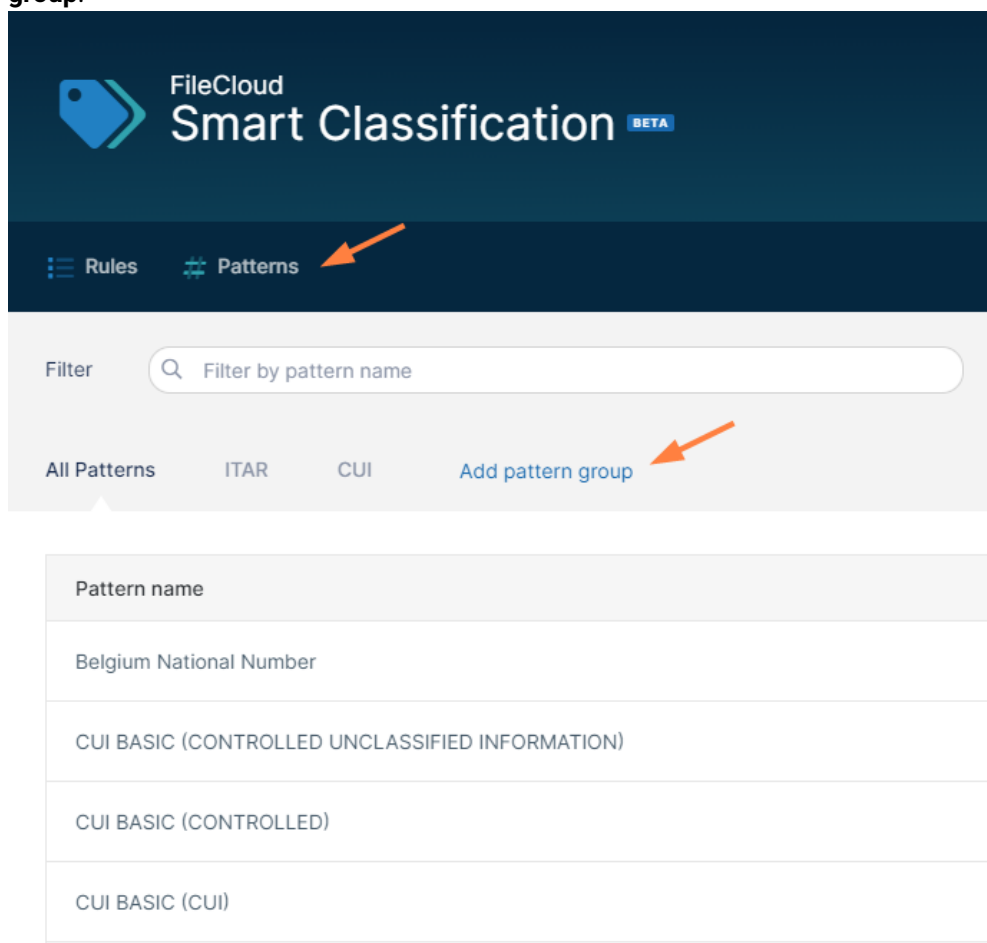 group.
FileCloud
Smart Classification BETA
Rules Patterns
Filter Filter by pattern name
All Patterns ITAR CUI Add pattern group
Pattern name
Belgium National Number
CUI BASIC (CONTROLLED UNCLASSIFIED INFORMATION)
CUI BASIC (CONTROLLED)
CUI BASIC (CUI)